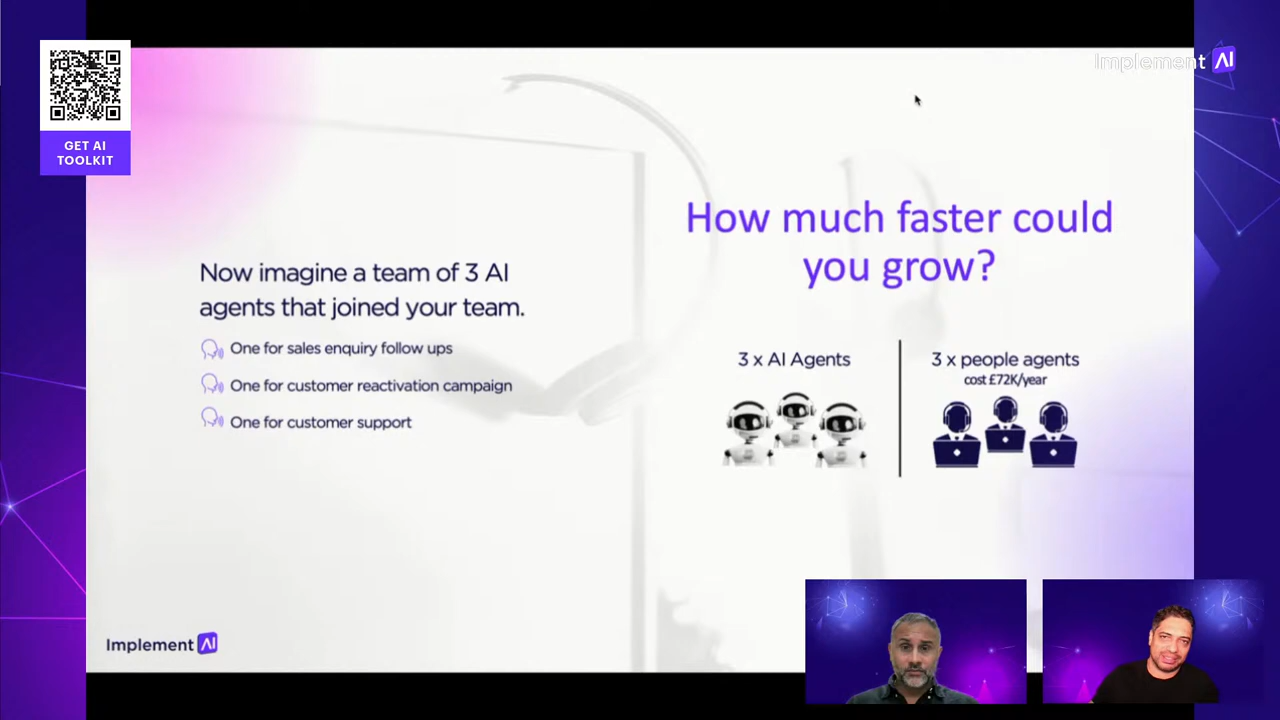 GET AI
TOOLKIT
Implement AI
How much faster could
you grow?
Now imagine a team of 3 AI
agents that joined your team.
One for sales enquiry follow ups
One for customer reactivation campaign
One for customer support
3 x AI Agents
3 x people agents
cost £72K/year
Implement AI